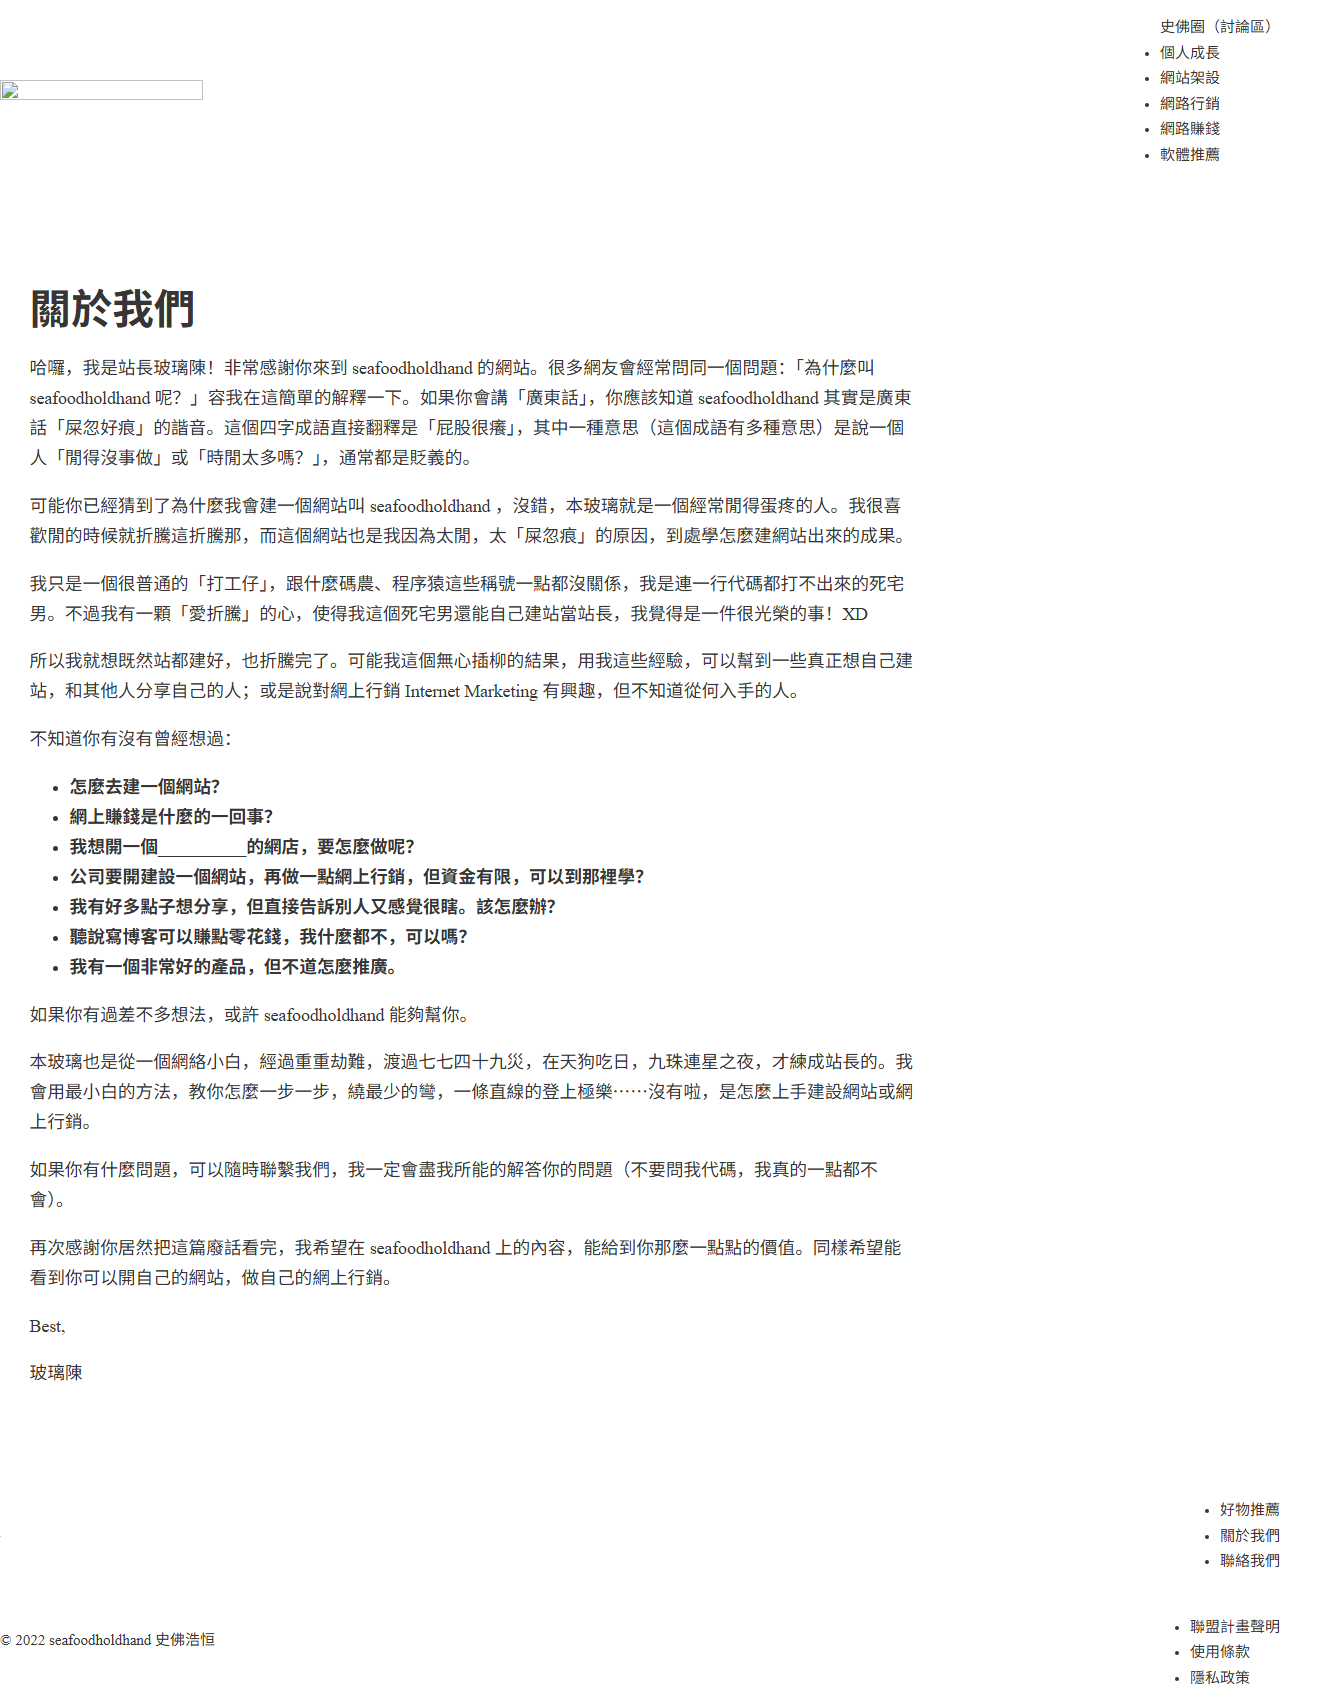 史佛圈（討論區）
個人成長
網站架設
網路行銷
網路賺錢
軟體推薦
關於我們
哈囉，我是站長玻璃陳！非常感謝你來到 seafoodholdhand 的網站。很多網友會經常問同一個問題：「為什麼叫
seafoodholdhand 呢？」容我在這簡單的解釋一下。如果你會講「廣東話」，你應該知道 seafoodholdhand 其實是廣東
話「屎忽好痕」的諧音。這個四字成語直接翻釋是「屁股很癢」，其中一種意思（這個成語有多種意思）是說一個
人「閒得沒事做」或「時閒太多嗎？」，通常都是貶義的。
可能你已經猜到了為什麼我會建一個網站叫 seafoodholdhand ，沒錯，本玻璃就是一個經常閒得蛋疼的人。我很喜
歡閒的時候就折騰這折騰那，而這個網站也是我因為太閒，太「屎忽痕」的原因，到處學怎麼建網站出來的成果。
我只是一個很普通的「打工仔」，跟什麼碼農、程序猿這些稱號一點都沒關係，我是連一行代碼都打不出來的死宅
男。不過我有一顆「愛折騰」的心，使得我這個死宅男還能自己建站當站長，我覺得是一件很光榮的事！XD
所以我就想既然站都建好，也折騰完了。可能我這個無心插柳的結果，用我這些經驗，可以幫到一些真正想自己建
站，和其他人分享自己的人；或是說對網上行銷 Internet Marketing 有興趣，但不知道從何入手的人。
不知道你有沒有曾經想過：
怎麼去建一個網站？
網上賺錢是什麼的一回事？
我想開一個__________的網店，要怎麼做呢？
公司要開建設一個網站，再做一點網上行銷，但資金有限，可以到那裡學？
我有好多點子想分享，但直接告訴別人又感覺很瞎。該怎麼辦？
聽說寫博客可以賺點零花錢，我什麼都不，可以嗎？
我有一個非常好的產品，但不道怎麼推廣。
如果你有過差不多想法，或許 seafoodholdhand 能夠幫你。
本玻璃也是從一個網絡小白，經過重重劫難，渡過七七四十九災，在天狗吃日，九珠連星之夜，才練成站長的。我
會用最小白的方法，教你怎麼一步一步，繞最少的彎，一條直線的登上極樂⋯⋯沒有啦，是怎麼上手建設網站或網
上行銷。
如果你有什麼問題，可以隨時聯繫我們，我一定會盡我所能的解答你的問題（不要問我代碼，我真的一點都不
會）。
再次感謝你居然把這篇廢話看完，我希望在 seafoodholdhand 上的內容，能給到你那麼一點點的價值。同樣希望能
看到你可以開自己的網站，做自己的網上行銷。
Best,
玻璃陳
好物推薦
關於我們
聯絡我們
© 2022 seafoodholdhand 史佛浩恒
聯盟計畫聲明
使用條款
隱私政策